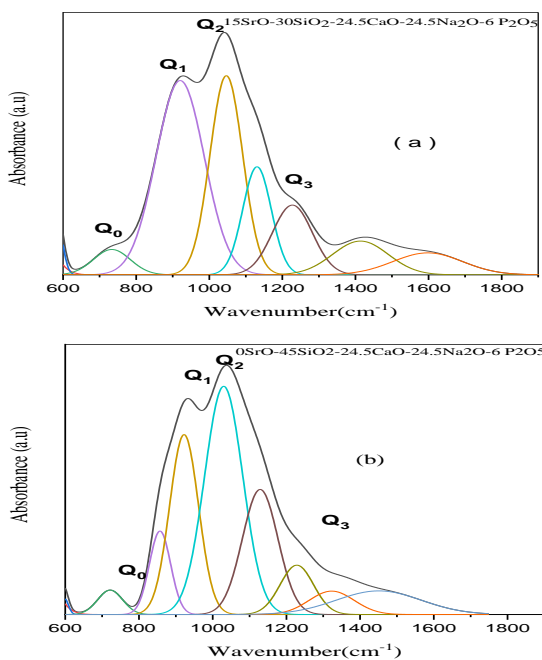 15SrO-30SiO₂-24.5CaO-24.5Na₂O-6 P₂O₅
Q₂
Q₁
( a )
Q₃
Q₀
Absorbance (a.u)
600 800 1000 1200 1400 1600 1800
Wavenumber(cm⁻¹)
0SrO-45SiO2-24.5CaO-24.5Na2O-6 P2O5
Q₁ Q₂
(b)
Q₃
Q₀
Absorbance (a.u)
600 800 1000 1200 1400 1600 1800
Wavenumber(cm⁻¹)